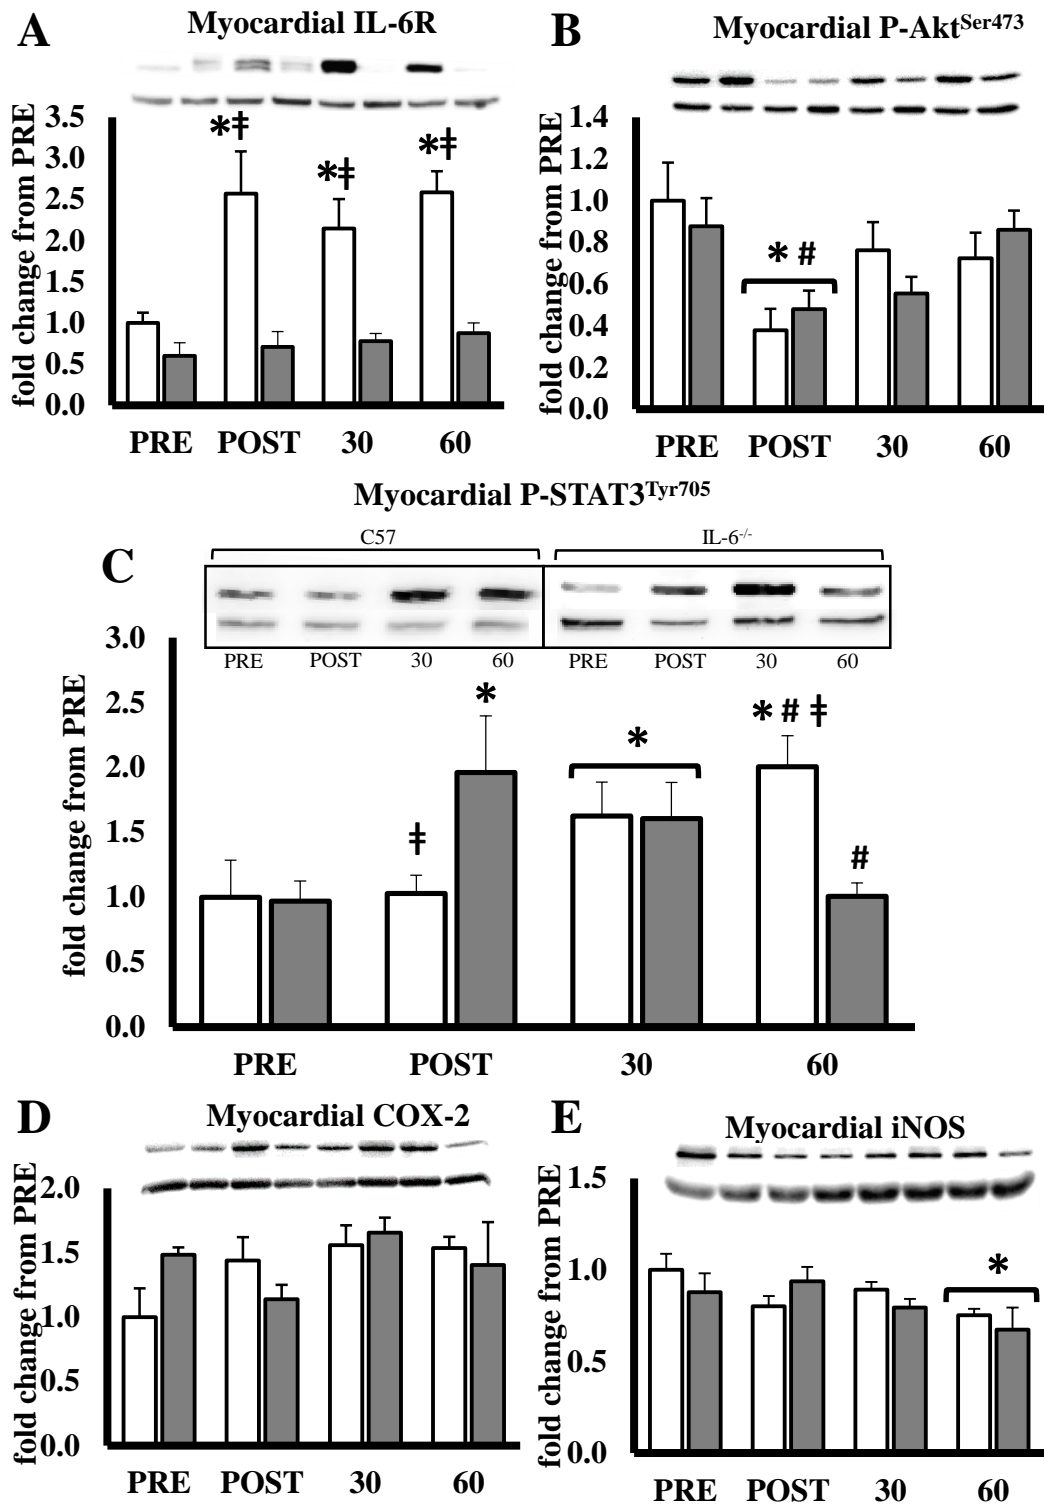 A
Myocardial IL-6R
fold change from PRE
3.5
3.0
2.5
2.0
1.5
1.0
0.5
0.0
*‡
*‡
*‡
PRE POST 30 60
B
Myocardial P-AktSer473
fold change from PRE
1.4
1.2
1.0
0.8
0.6
0.4
0.2
0.0
* #
PRE POST 30 60
Myocardial P-STAT3Tyr705
C
C57 IL-6-/-
PRE POST 30 60 PRE POST 30 60
fold change from PRE
3.0
2.5
2.0
1.5
1.0
0.5
0.0
‡
*
*
* # ‡
#
PRE POST 30 60
D
Myocardial COX-2
fold change from PRE
2.0
1.5
1.0
0.5
0.0
PRE POST 30 60
E
Myocardial iNOS
fold change from PRE
1.5
1.0
0.5
0.0
*
PRE POST 30 60